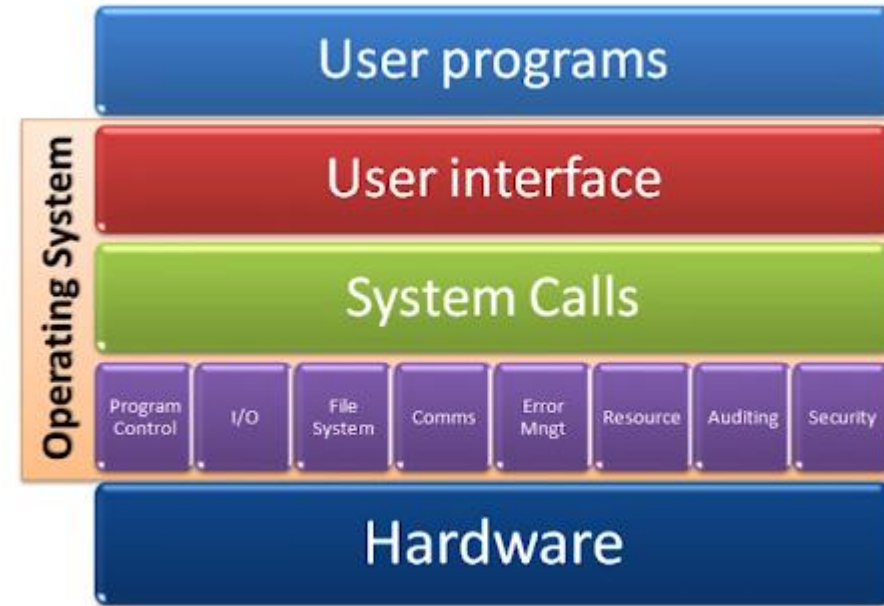 User programs
Operating System
User interface
System Calls
Program
Control
I/O
File
System
Comms
Error
Mngt
Resource
Auditing
Security
Hardware